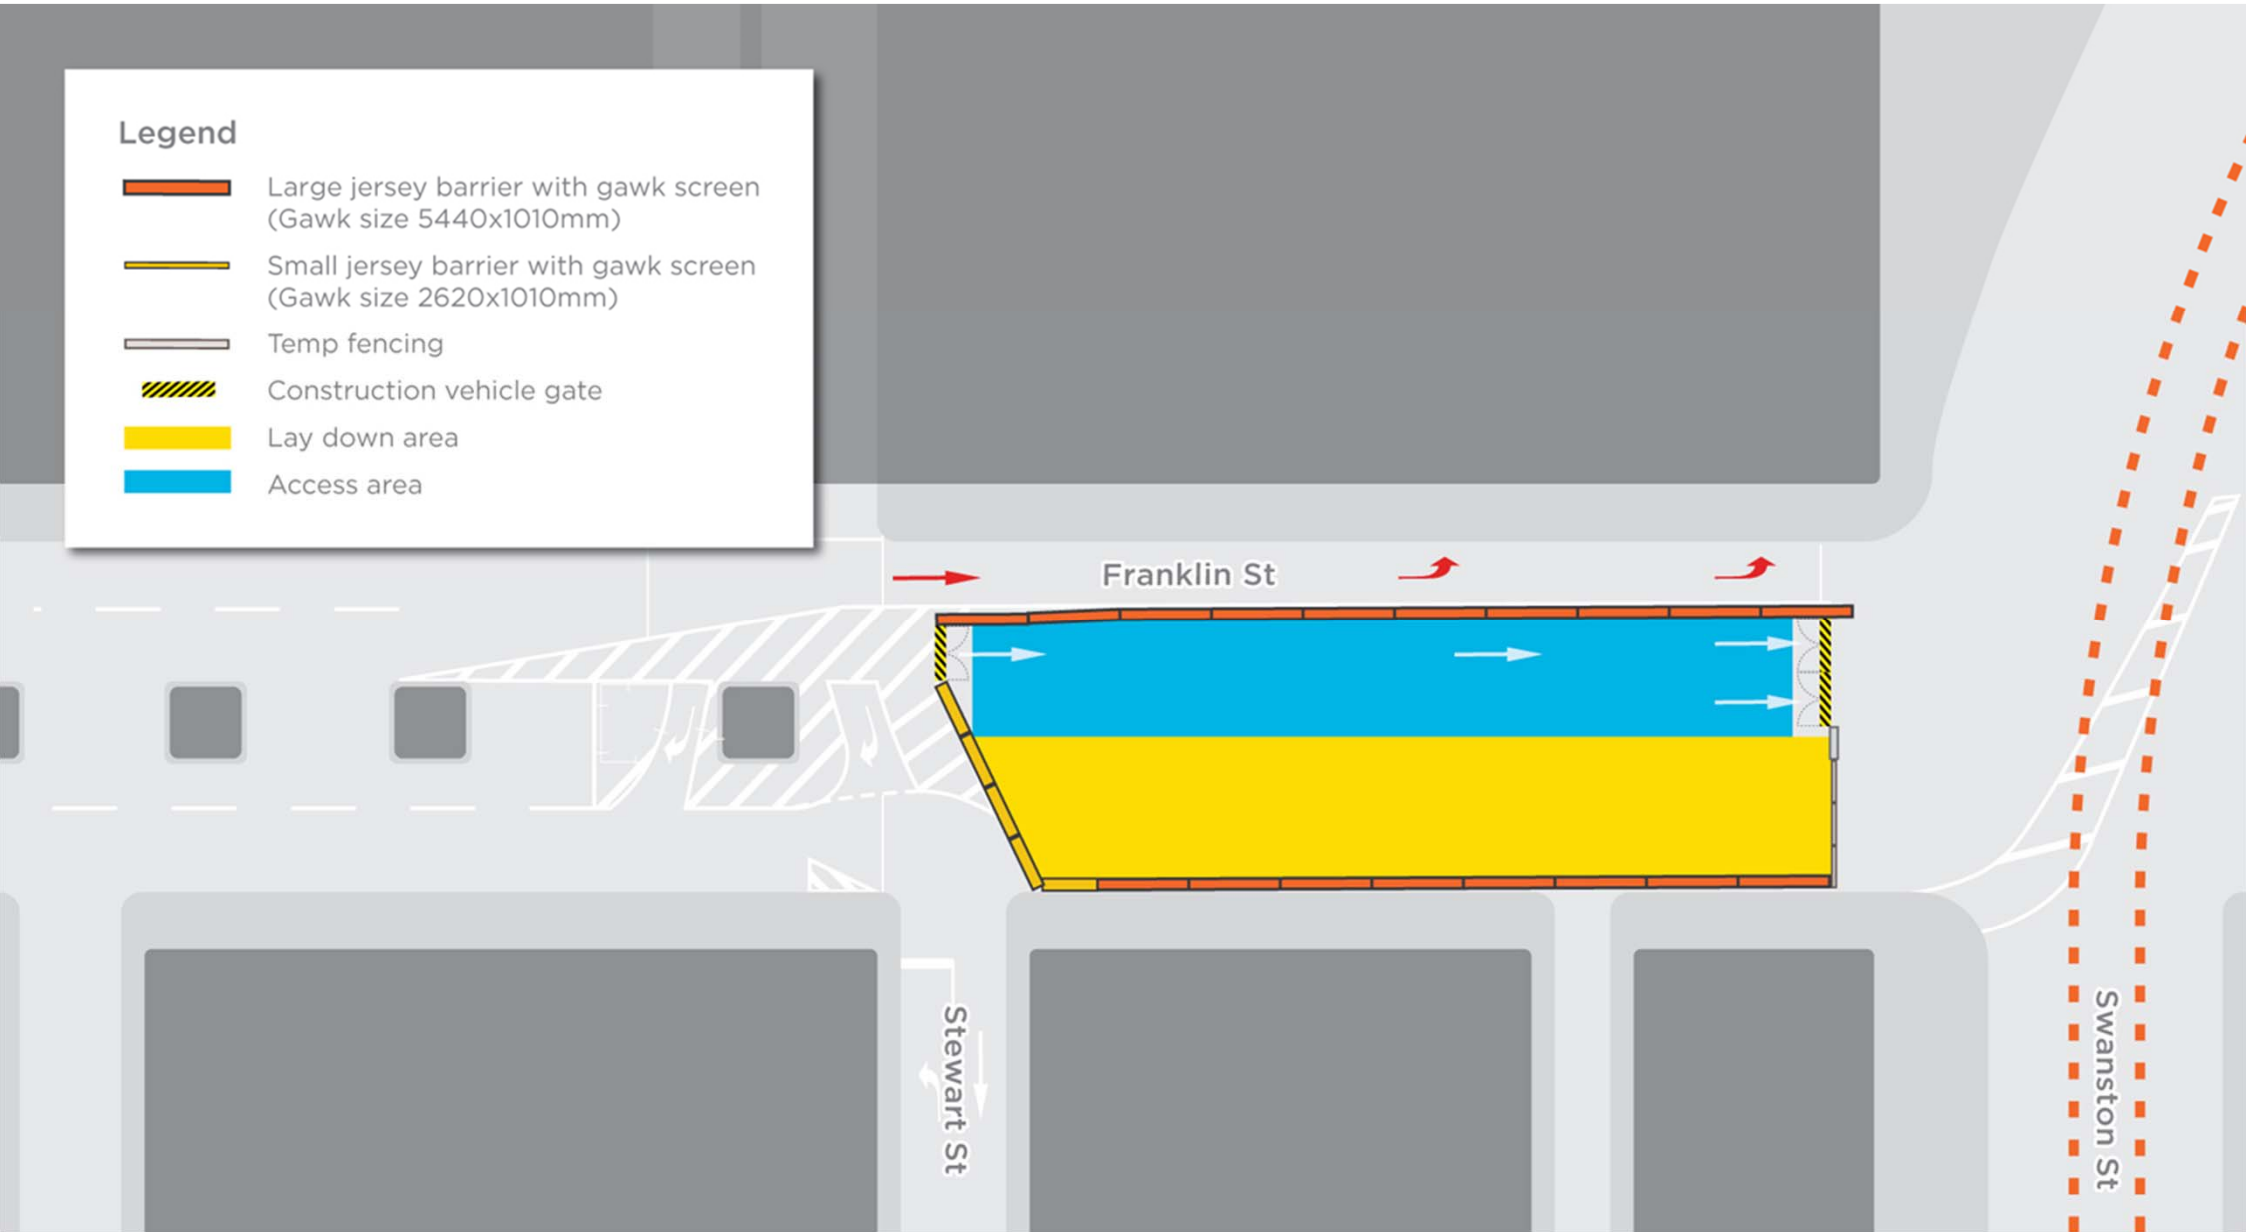 Legend
Large jersey barrier with gawk screen
(Gawk size 5440x1010mm)
Small jersey barrier with gawk screen
(Gawk size 2620x1010mm)
Temp fencing
Construction vehicle gate
Lay down area
Access area
Franklin St
Stewart St
Swanston St